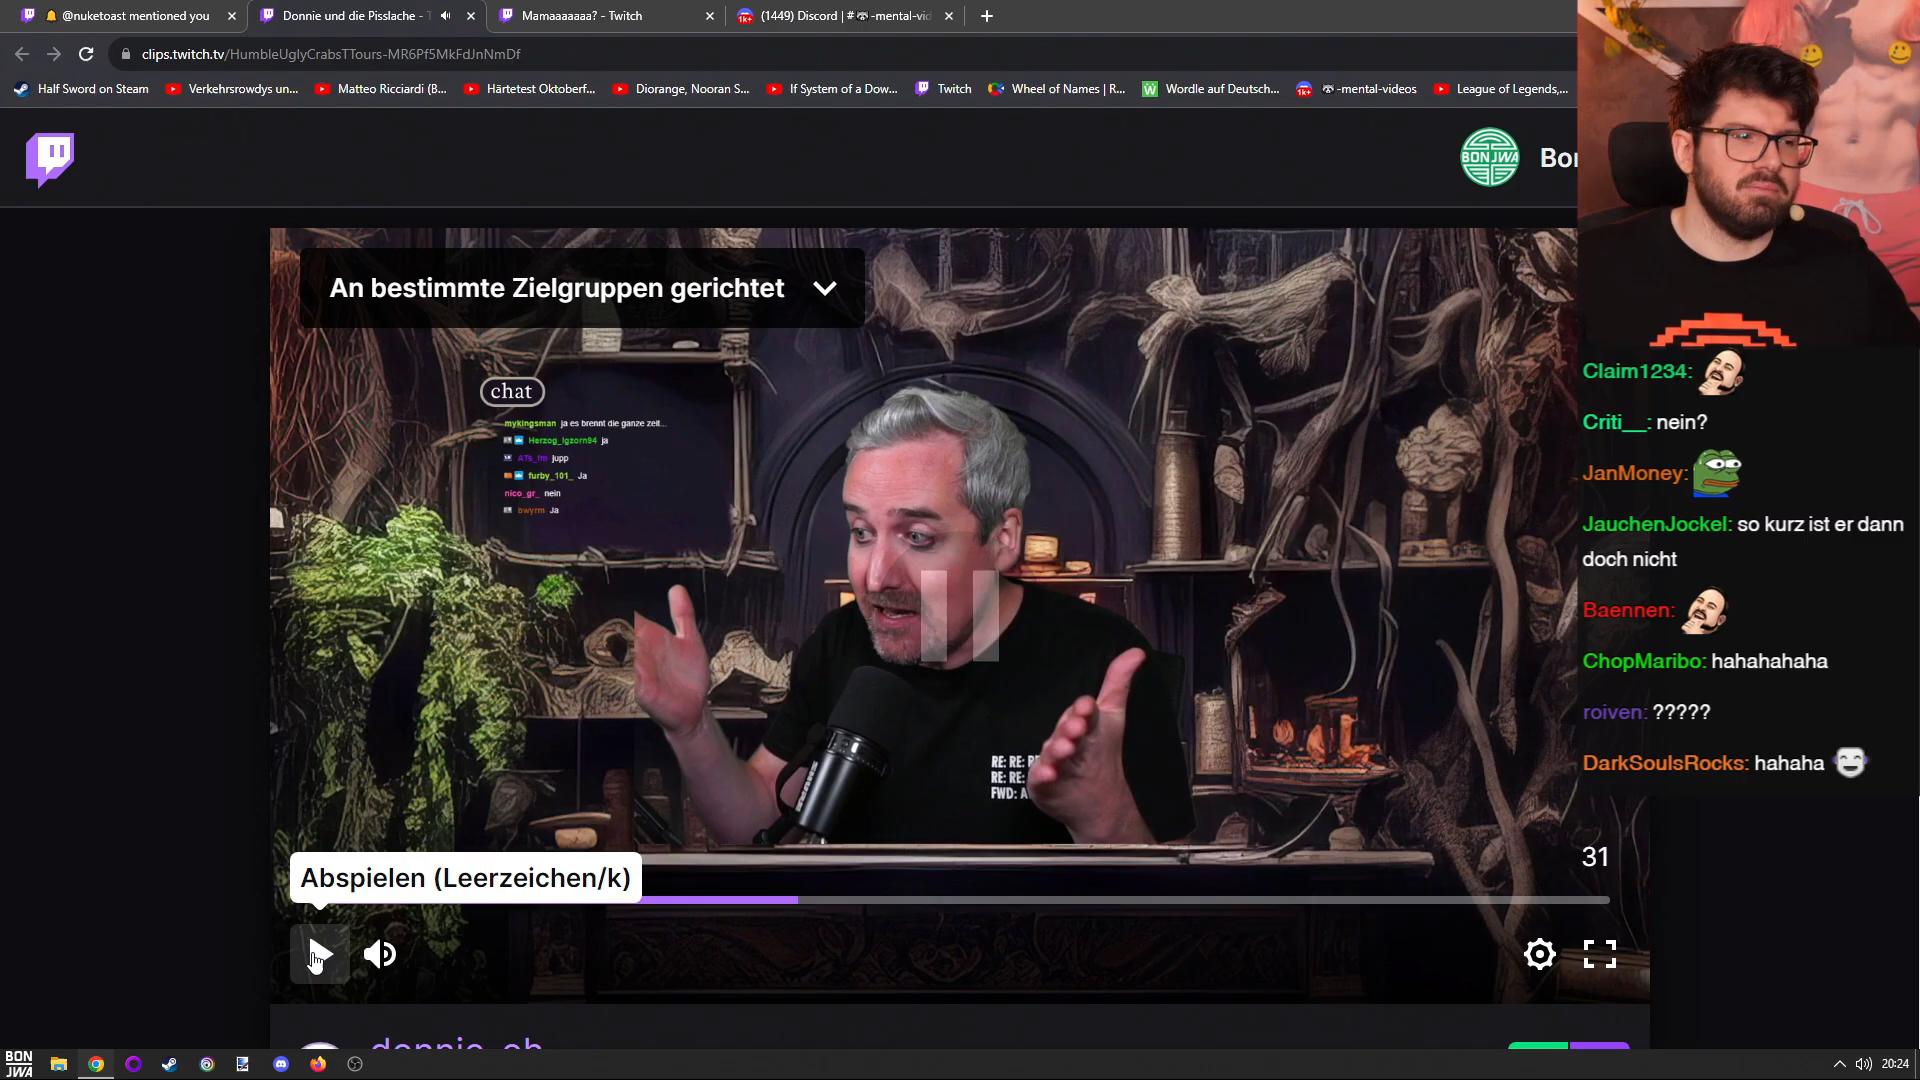 @nuketoast mentioned you
Donnie und die Pisslache - T
Mamaaaaaaa? - Twitch
(1449) Discord | #🦝-mental-vid
clips.twitch.tv/HumbleUglyCrabsTTours-MR6Pf5MkFdJnNmDf
Half Sword on Steam
Verkehrsrowdys un...
Matteo Ricciardi (B...
Härtetest Oktoberf...
Diorange, Nooran S...
If System of a Dow...
Twitch
Wheel of Names | R...
Wordle auf Deutsch...
🦝-mental-videos
League of Legends,...
BONJWA
Bon
An bestimmte Zielgruppen gerichtet
chat
mykingsman ja es brennt die ganze zeit...
Herzog_Igzorn94 ja
ATs_fm jupp
furby_101_ Ja
nico_gr_ nein
bwyrm Ja
RE: RE: RE
RE: RE:
FWD: A
SHURE
31
Abspielen (Leerzeichen/k)
donnie_oh
Claim1234:
Criti__: nein?
JanMoney:
JauchenJockel: so kurz ist er dann
doch nicht
Baennen:
ChopMaribo: hahahahaha
roiven: ?????
DarkSoulsRocks: hahaha
BON
JWA
20:24